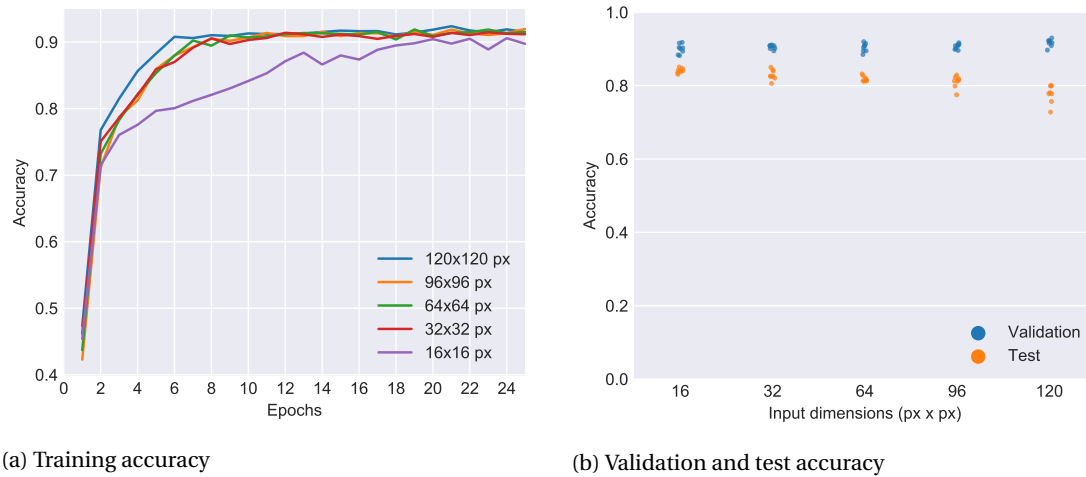 0.9
0.8
0.7
0.6
0.5
0.4
Accuracy
120x120 px
96x96 px
64x64 px
32x32 px
16x16 px
0 2 4 6 8 10 12 14 16 18 20 22 24
Epochs
(a) Training accuracy
1.0
0.8
0.6
0.4
0.2
0.0
Accuracy
Validation
Test
16 32 64 96 120
Input dimensions (px x px)
(b) Validation and test accuracy